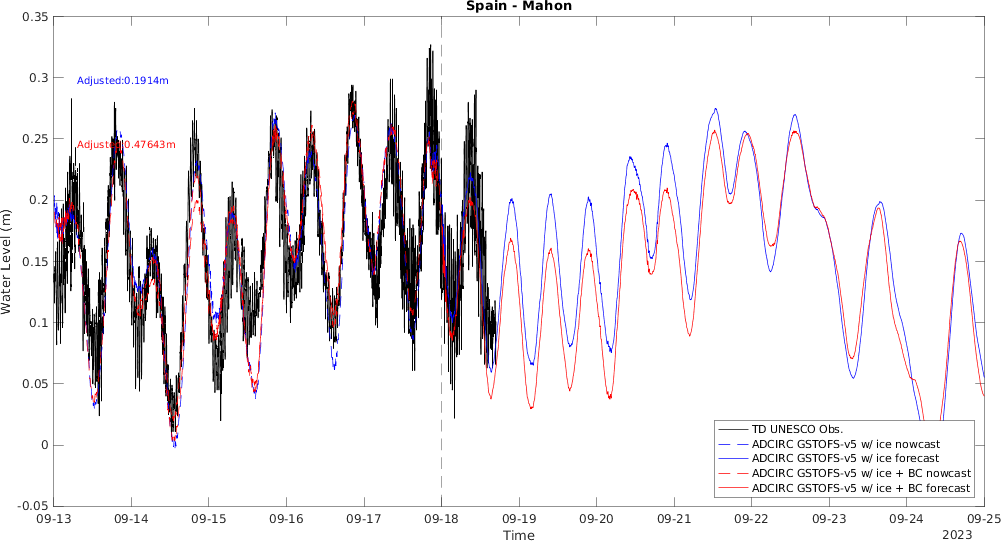 Spain - Mahon
0.35
0.3
0.25
0.2
0.15
0.1
0.05
0
-0.05
Water Level (m)
Adjusted:0.1914m
Adjusted:0.47643m
TD UNESCO Obs.
ADCIRC GSTOFS-v5 w/ ice nowcast
ADCIRC GSTOFS-v5 w/ ice forecast
ADCIRC GSTOFS-v5 w/ ice + BC nowcast
ADCIRC GSTOFS-v5 w/ ice + BC forecast
09-13 09-14 09-15 09-16 09-17 09-18 09-19 09-20 09-21 09-22 09-23 09-24 09-25
Time
2023